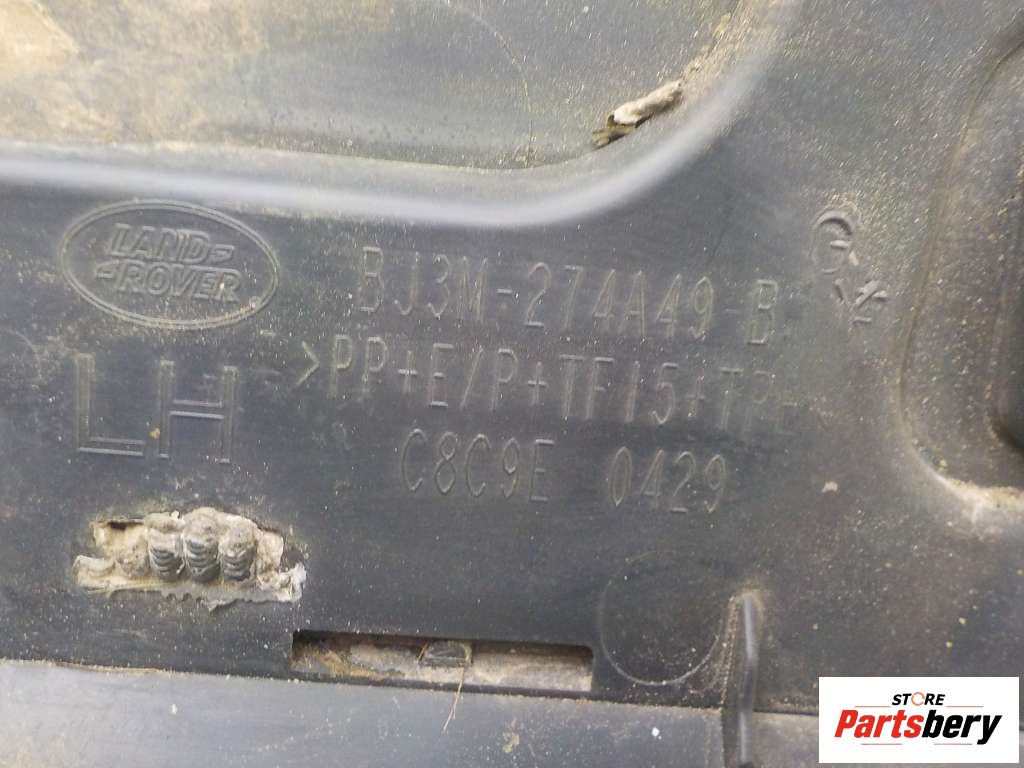 LAND
ROVER
BJ3M-274A49-B
LH
>PP+E/P+TF15+TPE
C8C9E 0429
STORE
Partsbery